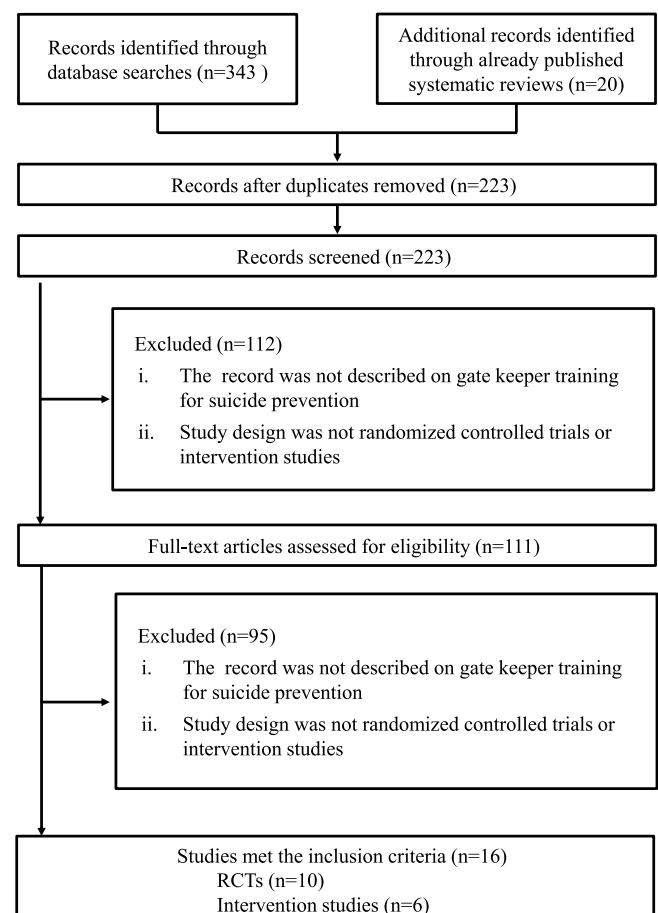 Records identified through
database searches (n=343 )
Additional records identified
through already published
systematic reviews (n=20)
Records after duplicates removed (n=223)
Records screened (n=223)
Excluded (n=112)
i. The record was not described on gate keeper training
for suicide prevention
ii. Study design was not randomized controlled trials or
intervention studies
Full-text articles assessed for eligibility (n=111)
Excluded (n=95)
i. The record was not described on gate keeper training
for suicide prevention
ii. Study design was not randomized controlled trials or
intervention studies
Studies met the inclusion criteria (n=16)
RCTs (n=10)
Intervention studies (n=6)